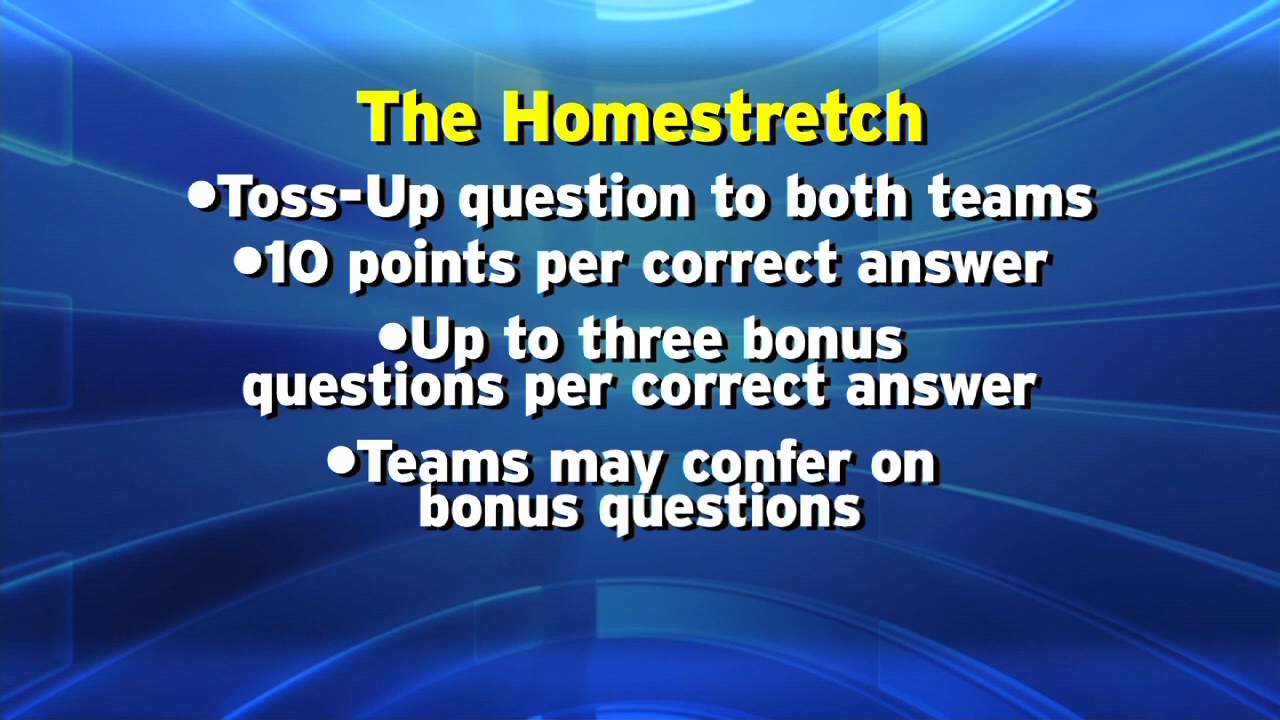 The Homestretch
•Toss-Up question to both teams
•10 points per correct answer
•Up to three bonus
questions per correct answer
•Teams may confer on
bonus questions